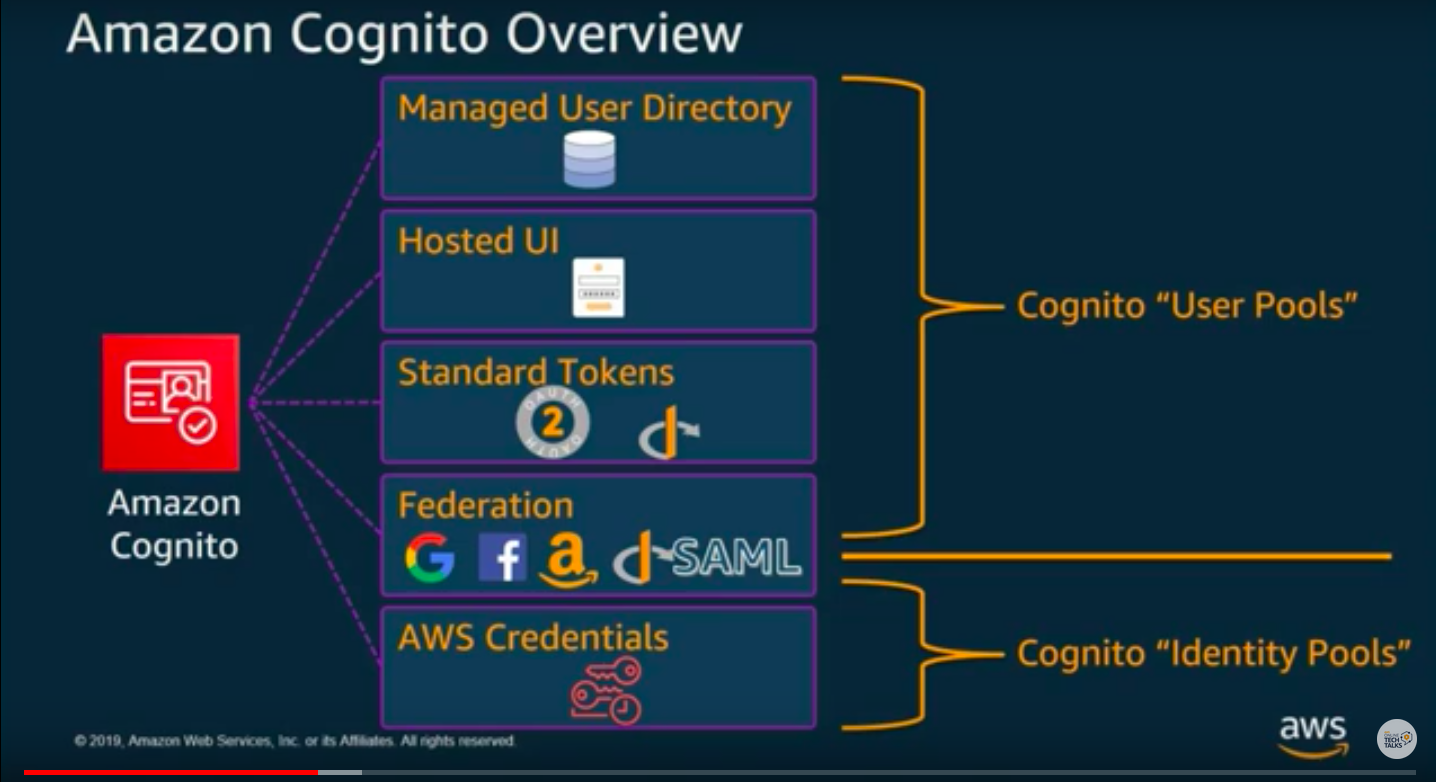 Amazon Cognito Overview
Managed User Directory
Hosted UI
Standard Tokens
OAUTH
2
OAUTH
Federation
G f a SAML
AWS Credentials
Amazon
Cognito
Cognito “User Pools”
Cognito “Identity Pools”
© 2019, Amazon Web Services, Inc. or its Affiliates. All rights reserved.
aws
ONLINE
TECH
TALKS